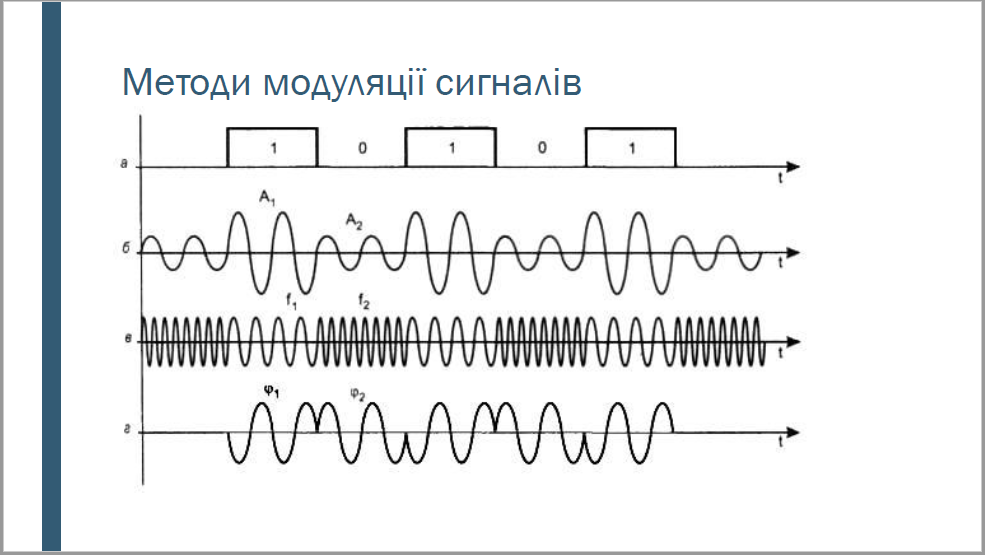 Методи модуляції сигналів
1 0 1 0 1
а
t
A₁
A₂
б
t
f₁ f₂
в
t
φ₁ φ₂
г
t